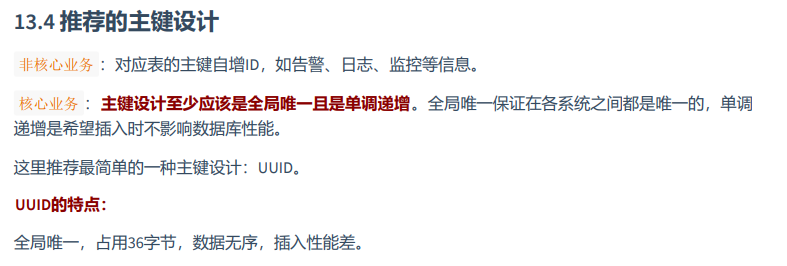 13.4 推荐的主键设计
非核心业务 ：对应表的主键自增ID，如告警、日志、监控等信息。
核心业务 ：主键设计至少应该是全局唯一且是单调递增。全局唯一保证在各系统之间都是唯一的，单调
递增是希望插入时不影响数据库性能。
这里推荐最简单的一种主键设计：UUID。
UUID的特点：
全局唯一，占用36字节，数据无序，插入性能差。